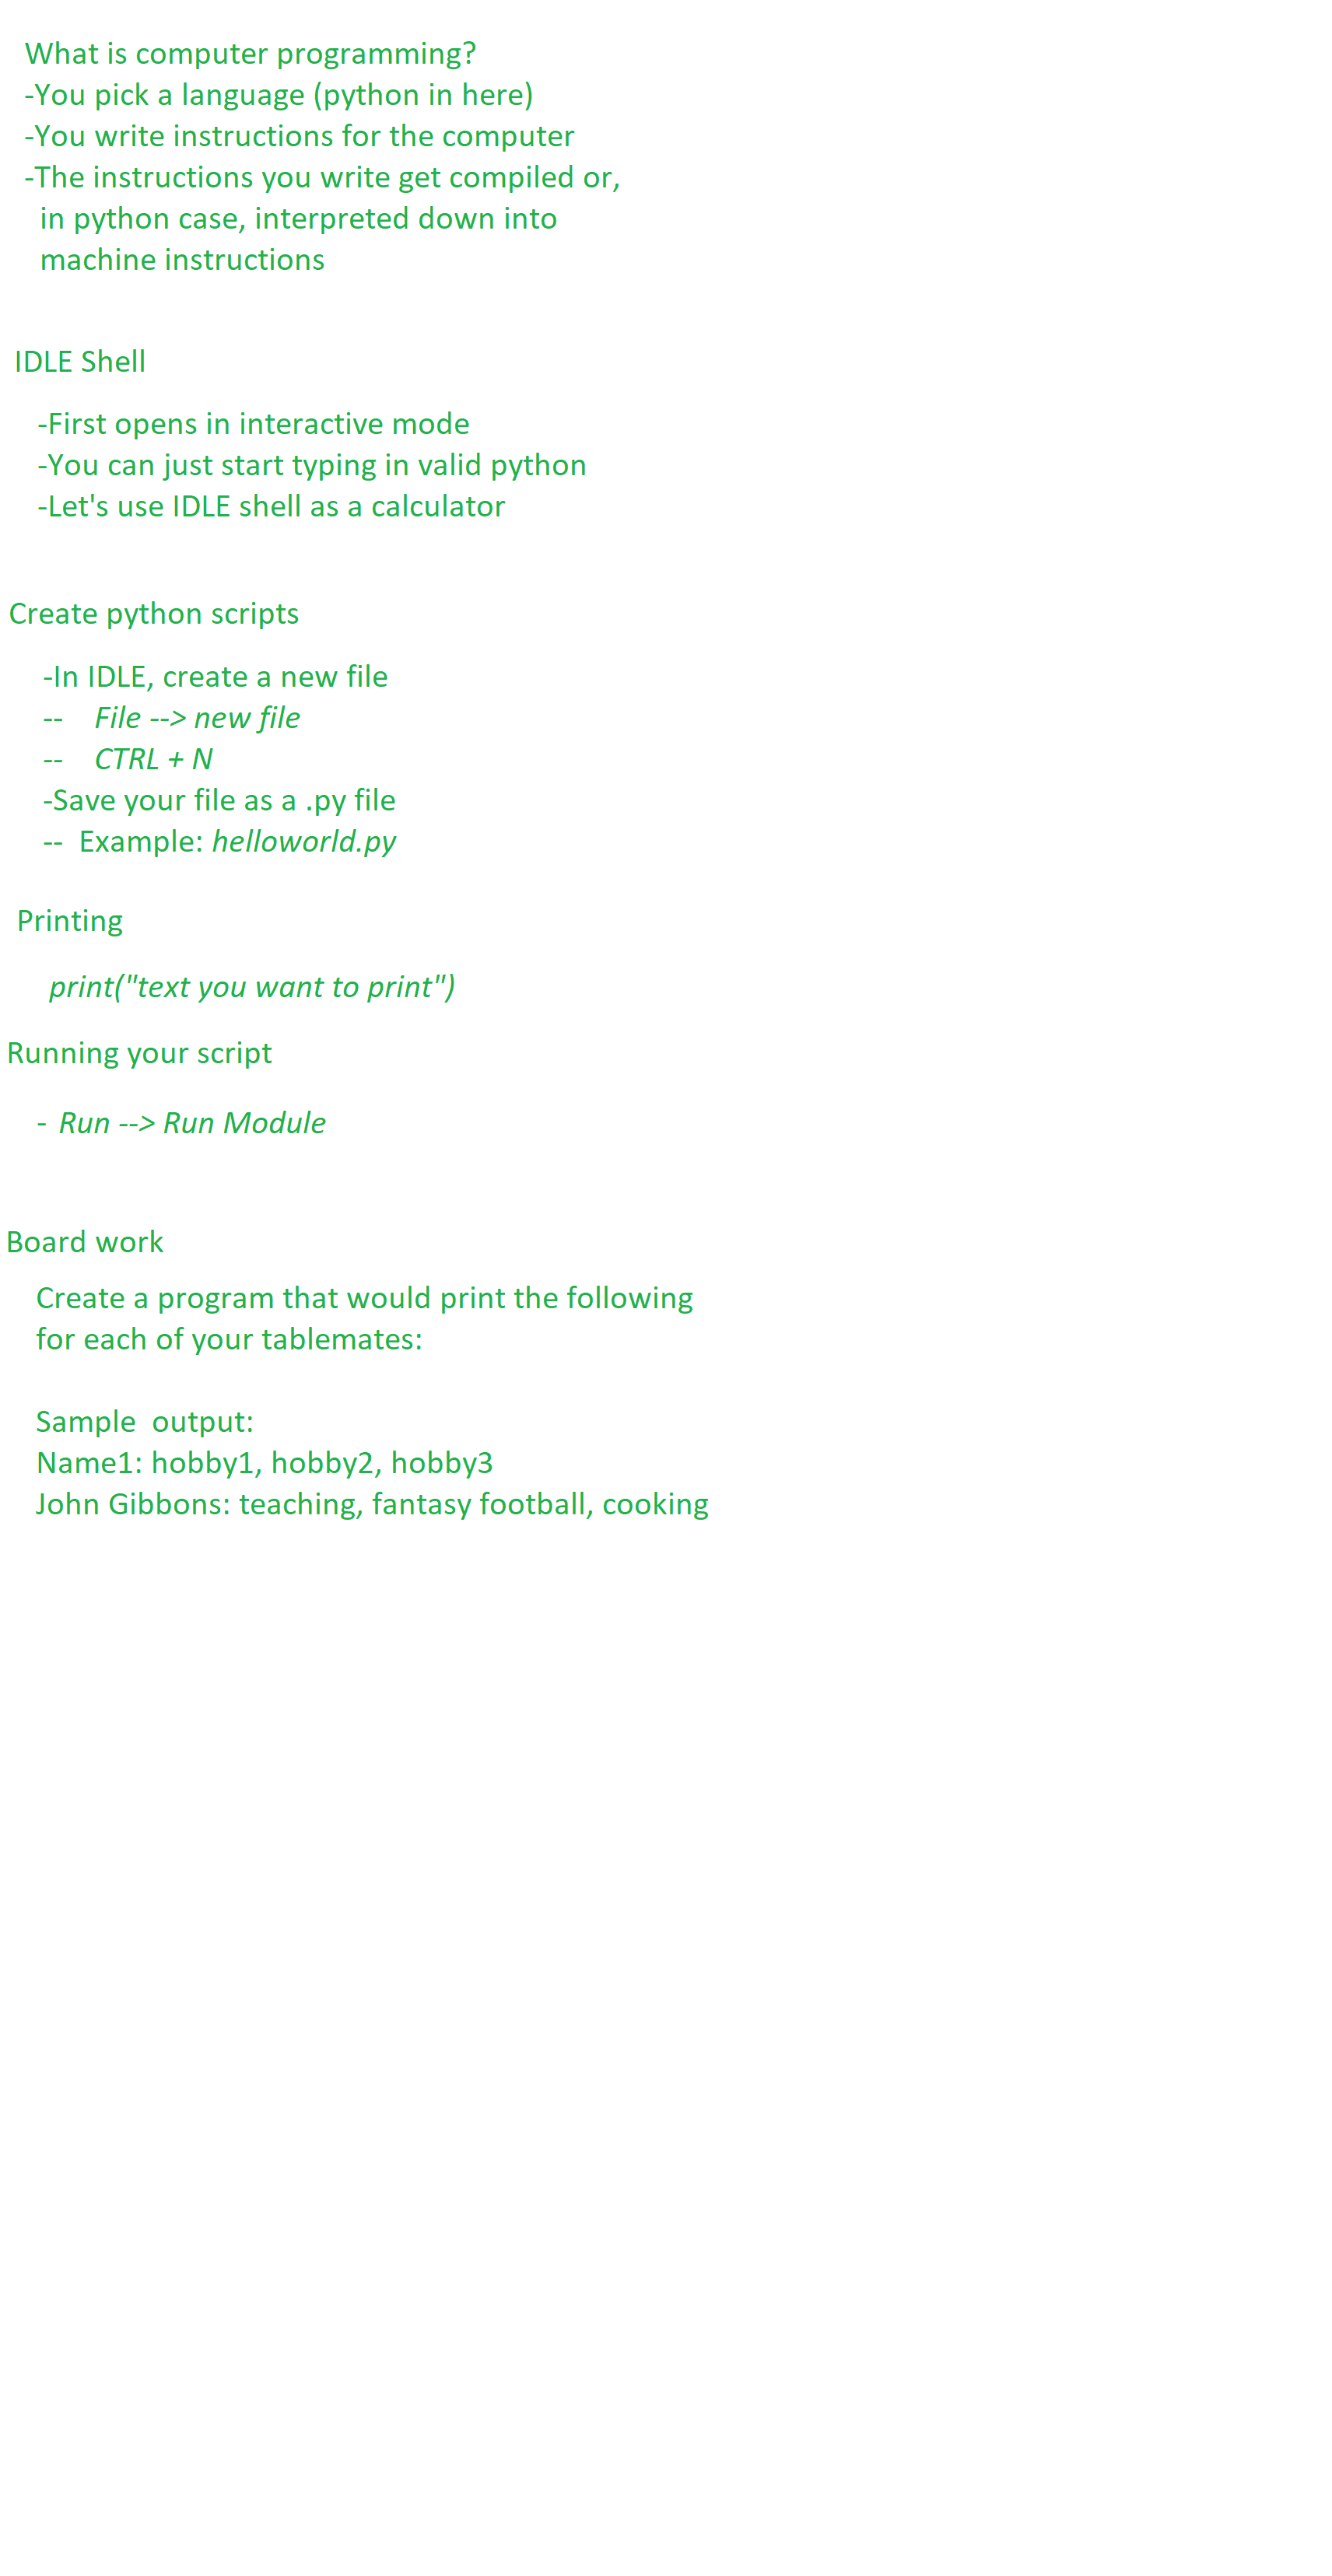 What is computer programming?
-You pick a language (python in here)
-You write instructions for the computer
-The instructions you write get compiled or,
in python case, interpreted down into
machine instructions
IDLE Shell
-First opens in interactive mode
-You can just start typing in valid python
-Let's use IDLE shell as a calculator
Create python scripts
-In IDLE, create a new file
-- File --> new file
-- CTRL + N
-Save your file as a .py file
-- Example: helloworld.py
Printing
print("text you want to print")
Running your script
- Run --> Run Module
Board work
Create a program that would print the following
for each of your tablemates:
Sample output:
Name1: hobby1, hobby2, hobby3
John Gibbons: teaching, fantasy football, cooking